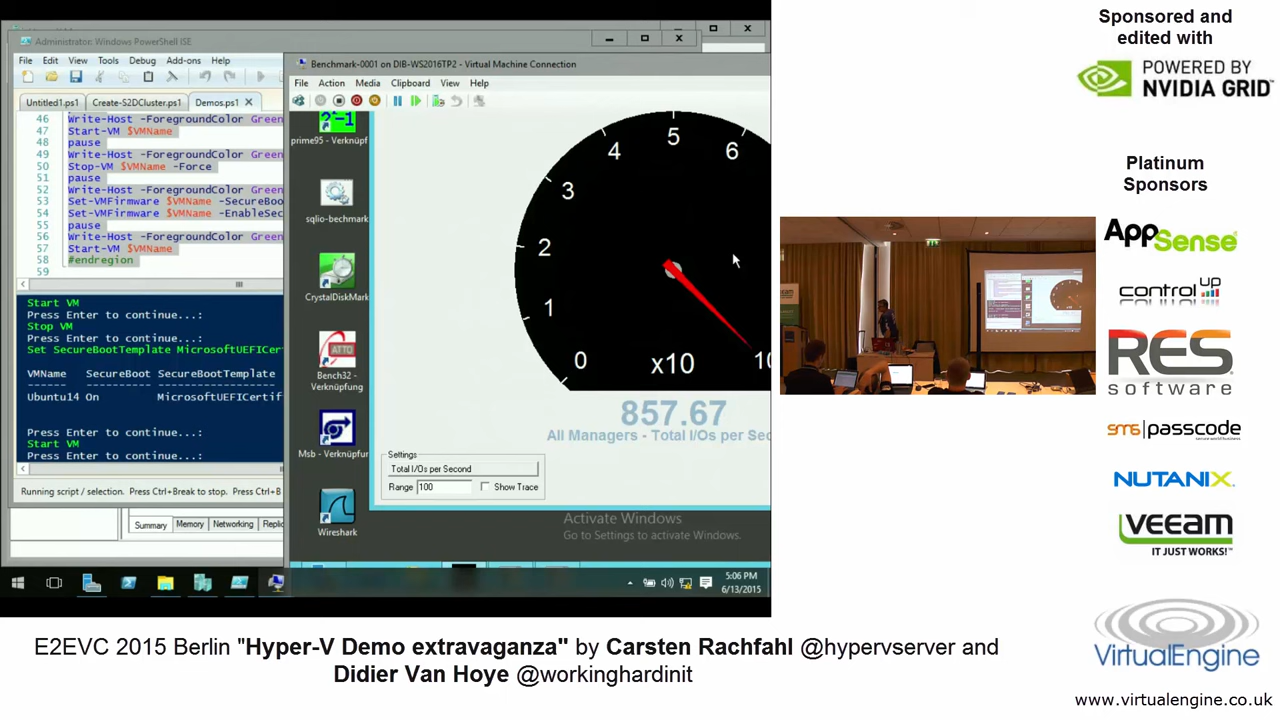 Administrator: Windows PowerShell ISE
File Edit View Tools Debug Add-ons
Untitled1.ps1 Create-S2DCluster.ps1 Demos.ps1
46 Write-Host -ForegroundColor Green
47 Start-VM $VMName
48 pause
49 Write-Host -ForegroundColor Green
50 Stop-VM $VMName -Force
51 pause
52 Write-Host -ForegroundColor Green
53 Set-VMFirmware $VMName -SecureBoo
54 Set-VMFirmware $VMName -EnableSec
55 pause
56 Write-Host -ForegroundColor Green
57 Start-VM $VMName
58 #endregion
59
Start VM
Press Enter to continue...:
Stop VM
Press Enter to continue...:
Set SecureBootTemplate MicrosoftUEFICer
VMName SecureBoot SecureBootTemplate
Ubuntu14 On MicrosoftUEFICertif
Press Enter to continue...:
Start VM
Press Enter to continue...:
Running script / selection. Press Ctrl+Break to stop. Press Ctrl+B
Summary Memory Networking Replic
Benchmark-0001 on DIB-WS2016TP2 - Virtual Machine Connection
File Action Media Clipboard View Help
prime95 - Verknüpf
sqlio-bechmark
CrystalDiskMark
ATTO
Bench32 -
Verknüpfung
Msb - Verknüpfur
Wireshark
0 1 2 3 4 5 6 10
x10
857.67
All Managers - Total I/Os per Sec
Settings
Total I/Os per Second
Range 100 Show Trace
Activate Windows
Go to Settings to activate Windows.
5:06 PM
6/13/2015
Sponsored and
edited with
POWERED BY
NVIDIA GRID™
Platinum
Sponsors
AppSense®
control UP
RES
software
sms|passcode
secure world business
NUTANIX.
VEEAM
IT JUST WORKS!
VirtualEngine
www.virtualengine.co.uk
E2EVC 2015 Berlin "Hyper-V Demo extravaganza" by Carsten Rachfahl @hypervserver and
Didier Van Hoye @workinghardinit